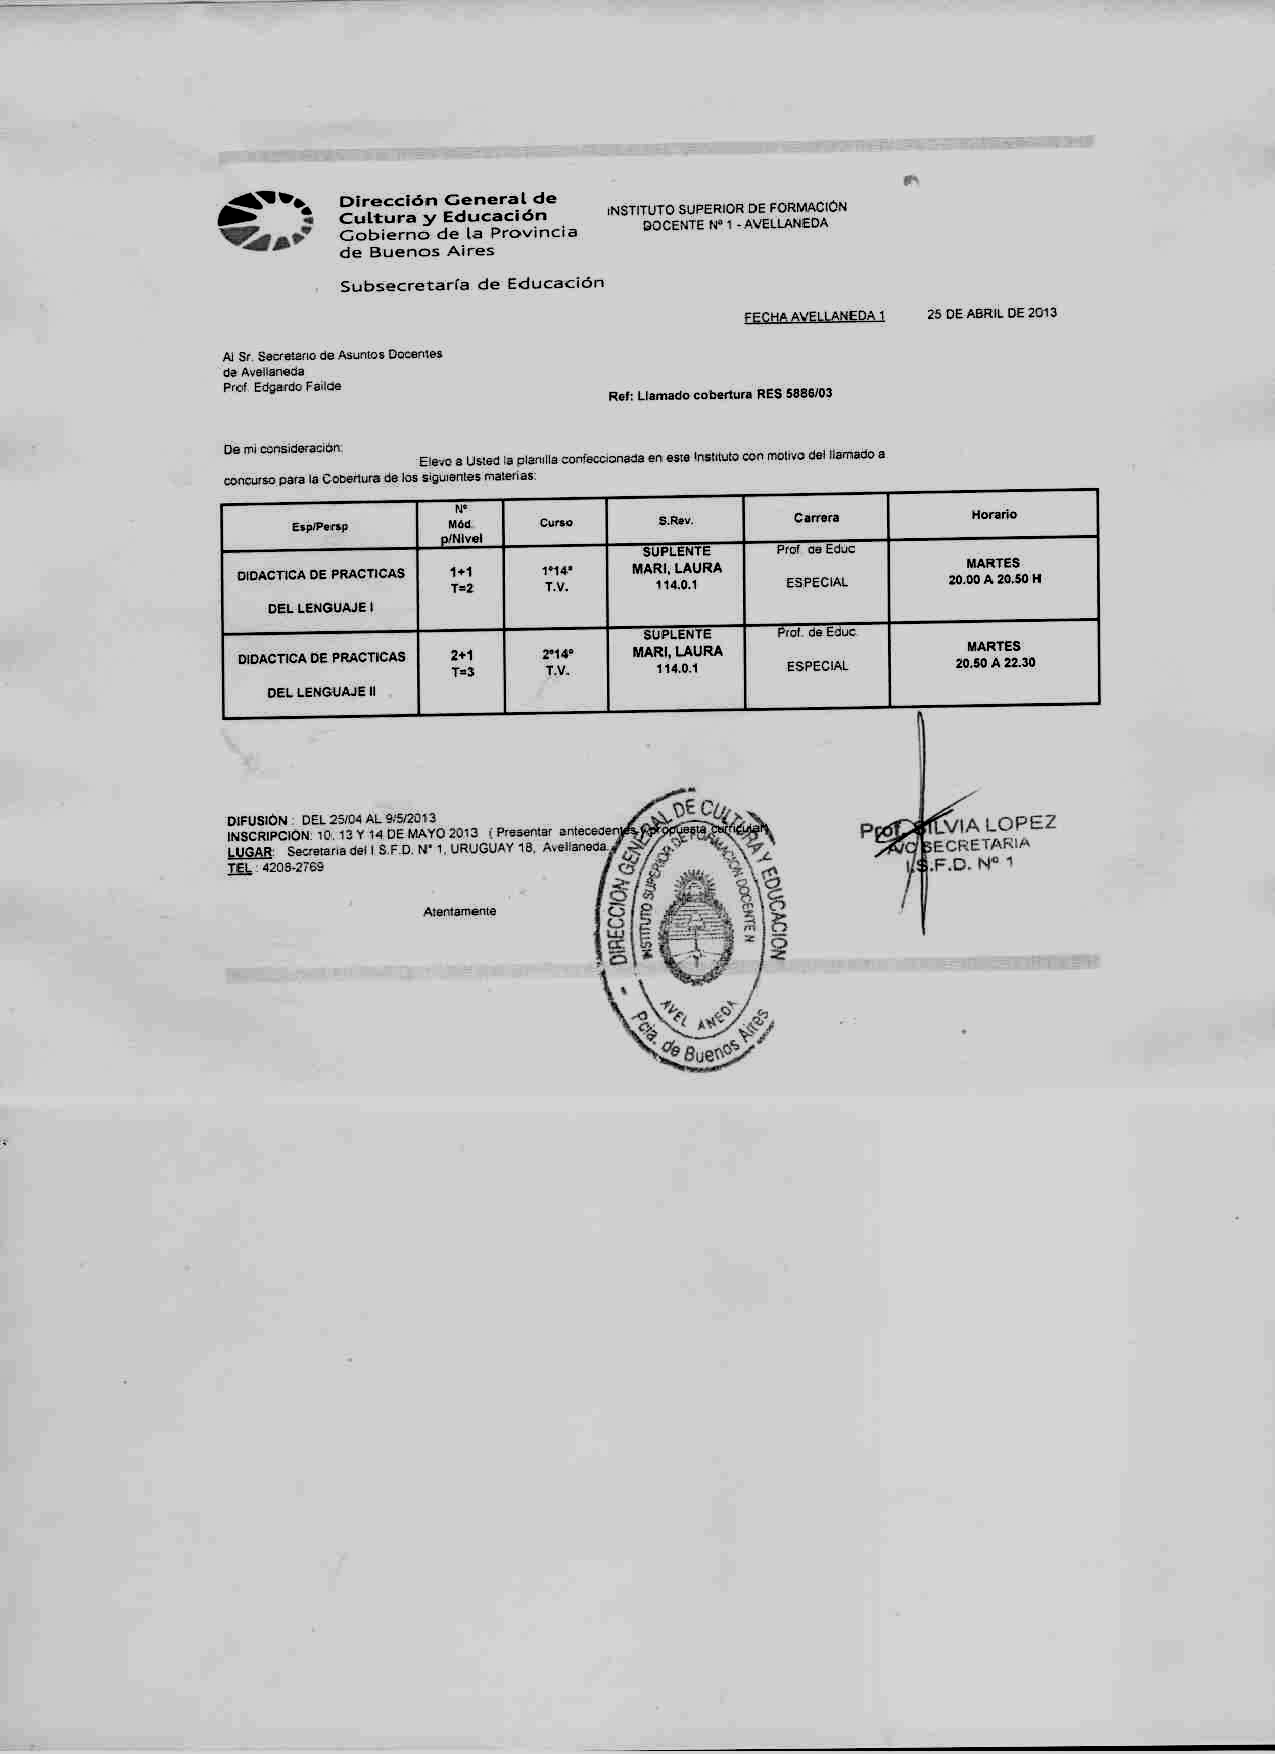 Dirección General de
Cultura y Educación
Gobierno de la Provincia
de Buenos Aires
Subsecretaría de Educación
INSTITUTO SUPERIOR DE FORMACIÓN
DOCENTE Nº 1 - AVELLANEDA
FECHA AVELLANEDA 1 25 DE ABRIL DE 2013
Al Sr. Secretario de Asuntos Docentes
de Avellaneda
Prof. Edgardo Failde
Ref: Llamado cobertura RES 5886/03
De mi consideración:
Elevo a Usted la planilla confeccionada en este Instituto con motivo del llamado a
concurso para la Cobertura de los siguientes materias:
Esp/Persp Nº Mód. p/Nivel Curso S.Rev. Carrera Horario
DIDACTICA DE PRACTICAS DEL LENGUAJE I 1+1 T=2 1º14ª T.V. SUPLENTE MARI, LAURA 114.0.1 Prof. de Educ ESPECIAL MARTES 20.00 A 20.50 H
DIDACTICA DE PRACTICAS DEL LENGUAJE II 2+1 T=3 2º14º T.V. SUPLENTE MARI, LAURA 114.0.1 Prof. de Educ. ESPECIAL MARTES 20.50 A 22.30
DIFUSIÓN : DEL 25/04 AL 9/5/2013
INSCRIPCIÓN: 10, 13 Y 14 DE MAYO 2013 ( Presentar antecedentes y propuesta curricular)
LUGAR: Secretaria del I.S.F.D. N° 1, URUGUAY 18, Avellaneda.
TEL : 4208-2769
Atentamente
DIRECCION GENERAL DE CULTURA Y EDUCACION
INSTITUTO SUPERIOR DE FORMACION DOCENTE N
AVEL ANEDA
Pcia. de Buenos Aires
Prof. SILVIA LOPEZ
A/C SECRETARIA
I.S.F.D. Nº 1